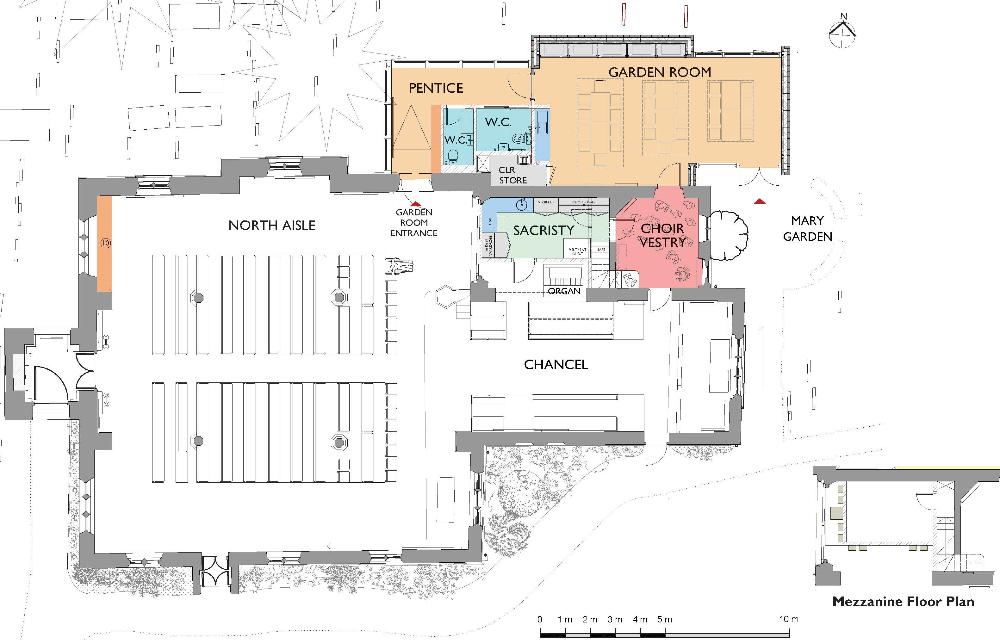 N
GARDEN ROOM
PENTICE
W.C.
W.C.
CLR
STORE
GARDEN
ROOM
ENTRANCE
NORTH AISLE
10
STORAGE
CHOIR ROBES
DESK
SACRISTY
1m DEEP
WARDROBE
VESTMENT
CHEST
SAFE
CHOIR
VESTRY
MARY
GARDEN
ORGAN
CHANCEL
Mezzanine Floor Plan
0 1 m 2 m 3 m 4 m 5 m 10 m